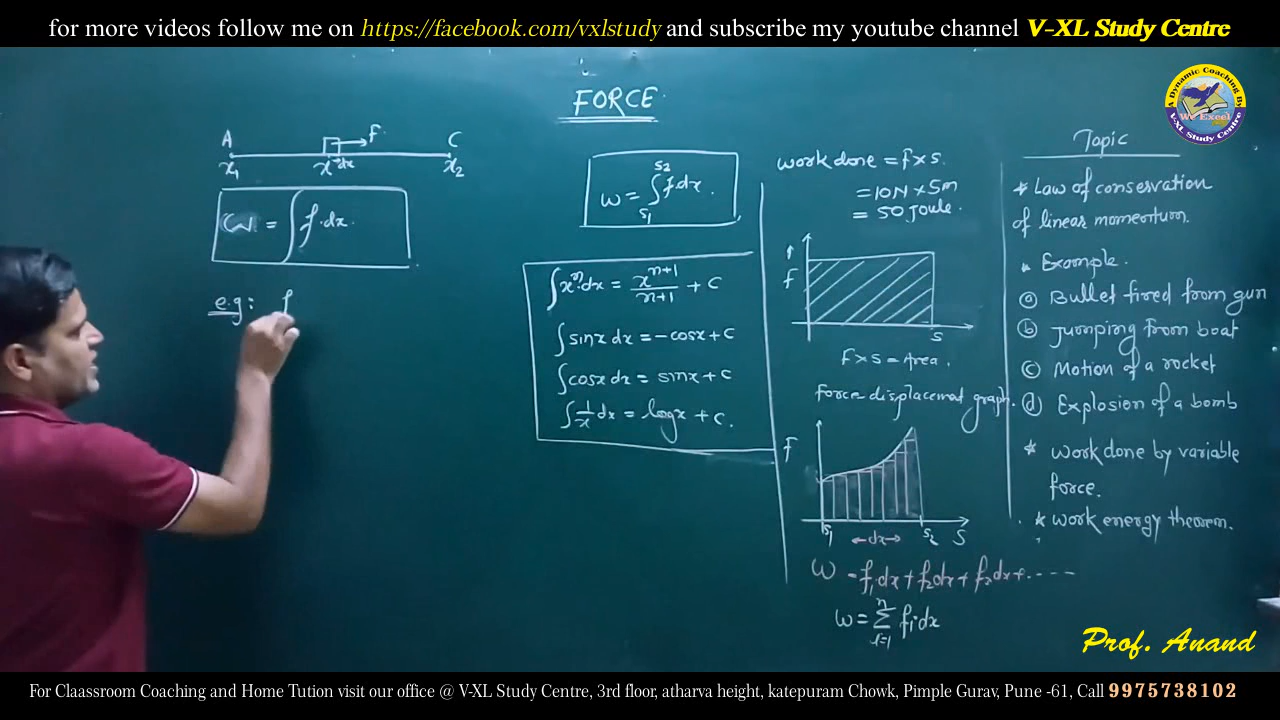 for more videos follow me on https://facebook.com/vxlstudy and subscribe my youtube channel V-XL Study Centre
FORCE
A Dynamic Coaching By
We Excel
V-XL Study Centre
A F C
x1 x dx x2
W = ∫ f.dx
e.g: f
W = ∫ f.dx
s2
s1
∫x^n.dx = x^(n+1)/(n+1) + c
∫sinx dx = -cosx + c
∫cosx dx = sinx + c
∫1/x dx = logx + c.
work done = f×s.
= 10N × 5m
= 50 joule.
f
s
F×s = Area.
force displacement graph.
F
s1 dx s2 s
W = f1dx + f2dx + f3dx + .....
W = Σ fi.dx
n
i=1
Topic
* Law of conservation
of linear momentum.
* Example.
ⓐ Bullet fired from gun
ⓑ Jumping from boat
ⓒ Motion of a rocket
ⓓ Explosion of a bomb
* work done by variable
force.
* work energy theorem.
Prof. Anand
For Claassroom Coaching and Home Tution visit our office @ V-XL Study Centre, 3rd floor, atharva height, katepuram Chowk, Pimple Gurav, Pune -61, Call 9975738102